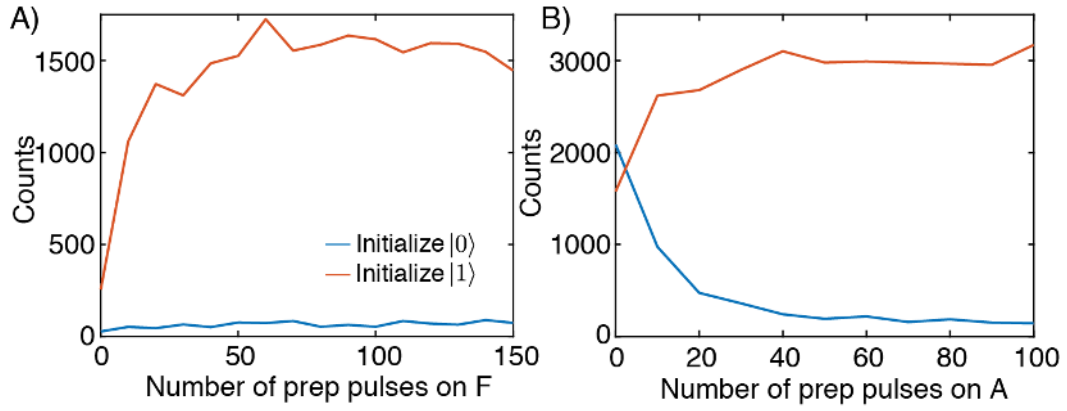 A)
1500
1000
500
0
Counts
Initialize |0⟩
Initialize |1⟩
0
50
100
150
Number of prep pulses on F
B)
3000
2000
1000
0
Counts
0
20
40
60
80
100
Number of prep pulses on A